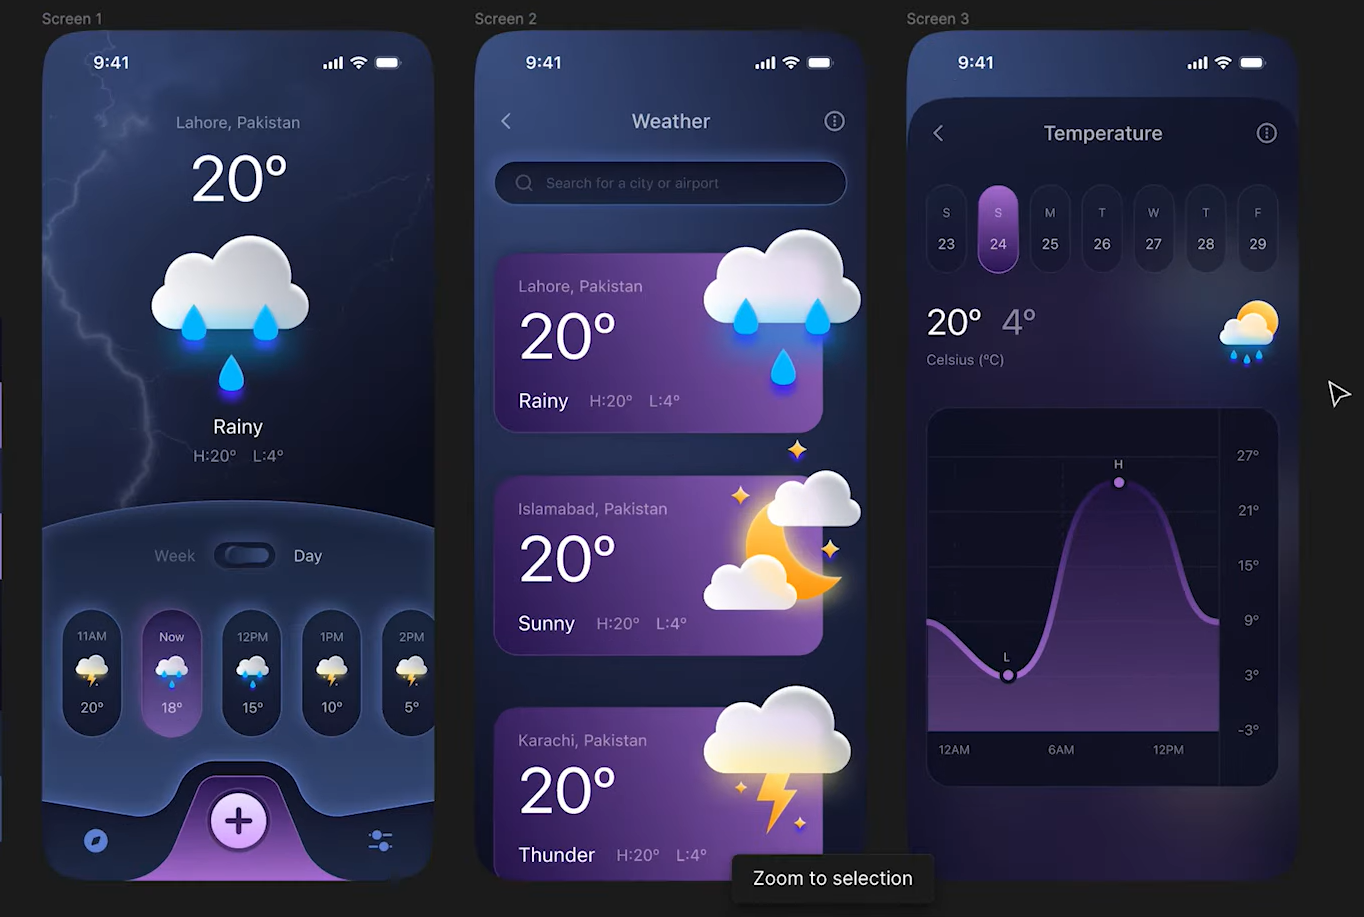 Screen 1
9:41
Lahore, Pakistan
20°
Rainy
H:20° L:4°
Week Day
11AM Now 12PM 1PM 2PM
20° 18° 15° 10° 5°
Screen 2
9:41
Weather
Search for a city or airport
Lahore, Pakistan
20°
Rainy H:20° L:4°
Islamabad, Pakistan
20°
Sunny H:20° L:4°
Karachi, Pakistan
20°
Thunder H:20° L:4°
Screen 3
9:41
Temperature
S S M T W T F
23 24 25 26 27 28 29
20° 4°
Celsius (°C)
27°
H
21°
15°
9°
L
3°
-3°
12AM 6AM 12PM
Zoom to selection